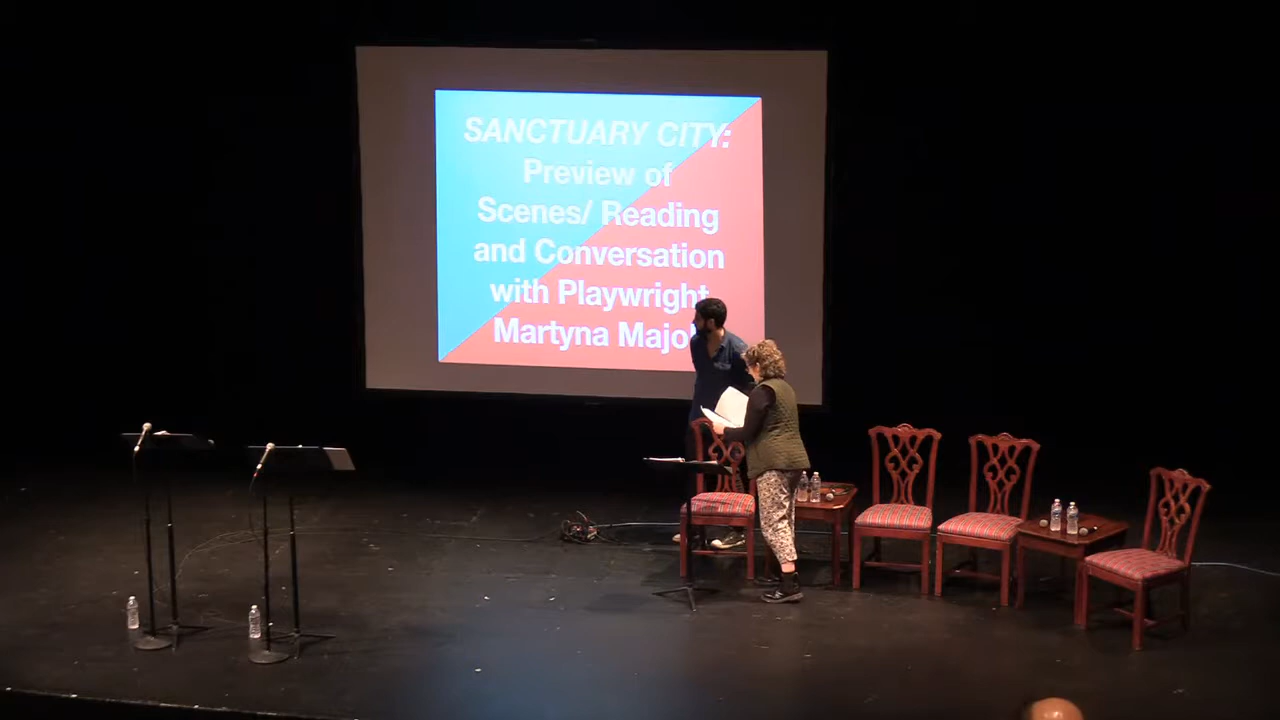 SANCTUARY CITY:
Preview of
Scenes/ Reading
and Conversation
with Playwright
Martyna